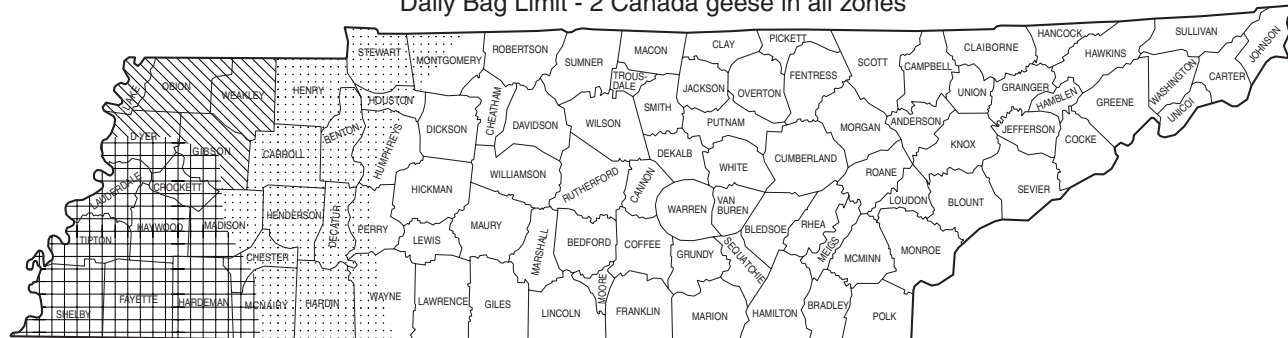 Daily Bag Limit - 2 Canada geese in all zones
LAKE
OBION
WEAKLEY
HENRY
STEWART
MONTGOMERY
ROBERTSON
SUMNER
MACON
TROUS-
DALE
CLAY
PICKETT
FENTRESS
SCOTT
CAMPBELL
CLAIBORNE
HANCOCK
HAWKINS
SULLIVAN
JOHNSON
CARTER
WASHINGTON
UNICOI
GREENE
HAMBLEN
GRAINGER
UNION
ANDERSON
MORGAN
OVERTON
JACKSON
SMITH
PUTNAM
WILSON
DAVIDSON
CHEATHAM
DICKSON
HOUSTON
HUMPHREYS
BENTON
CARROLL
GIBSON
DYER
LAUDERDALE
CROCKETT
HAYWOOD
TIPTON
MADISON
HENDERSON
DECATUR
PERRY
HICKMAN
WILLIAMSON
RUTHERFORD
CANNON
DEKALB
WHITE
CUMBERLAND
ROANE
KNOX
JEFFERSON
COCKE
SEVIER
BLOUNT
LOUDON
MONROE
MCMINN
MEIGS
RHEA
BLEDSOE
VAN
BUREN
WARREN
SEQUATCHIE
GRUNDY
COFFEE
BEDFORD
MARSHALL
MAURY
LEWIS
CHESTER
SHELBY
FAYETTE
HARDEMAN
MCNAIRY
HARDIN
WAYNE
LAWRENCE
GILES
LINCOLN
MOORE
FRANKLIN
MARION
HAMILTON
BRADLEY
POLK